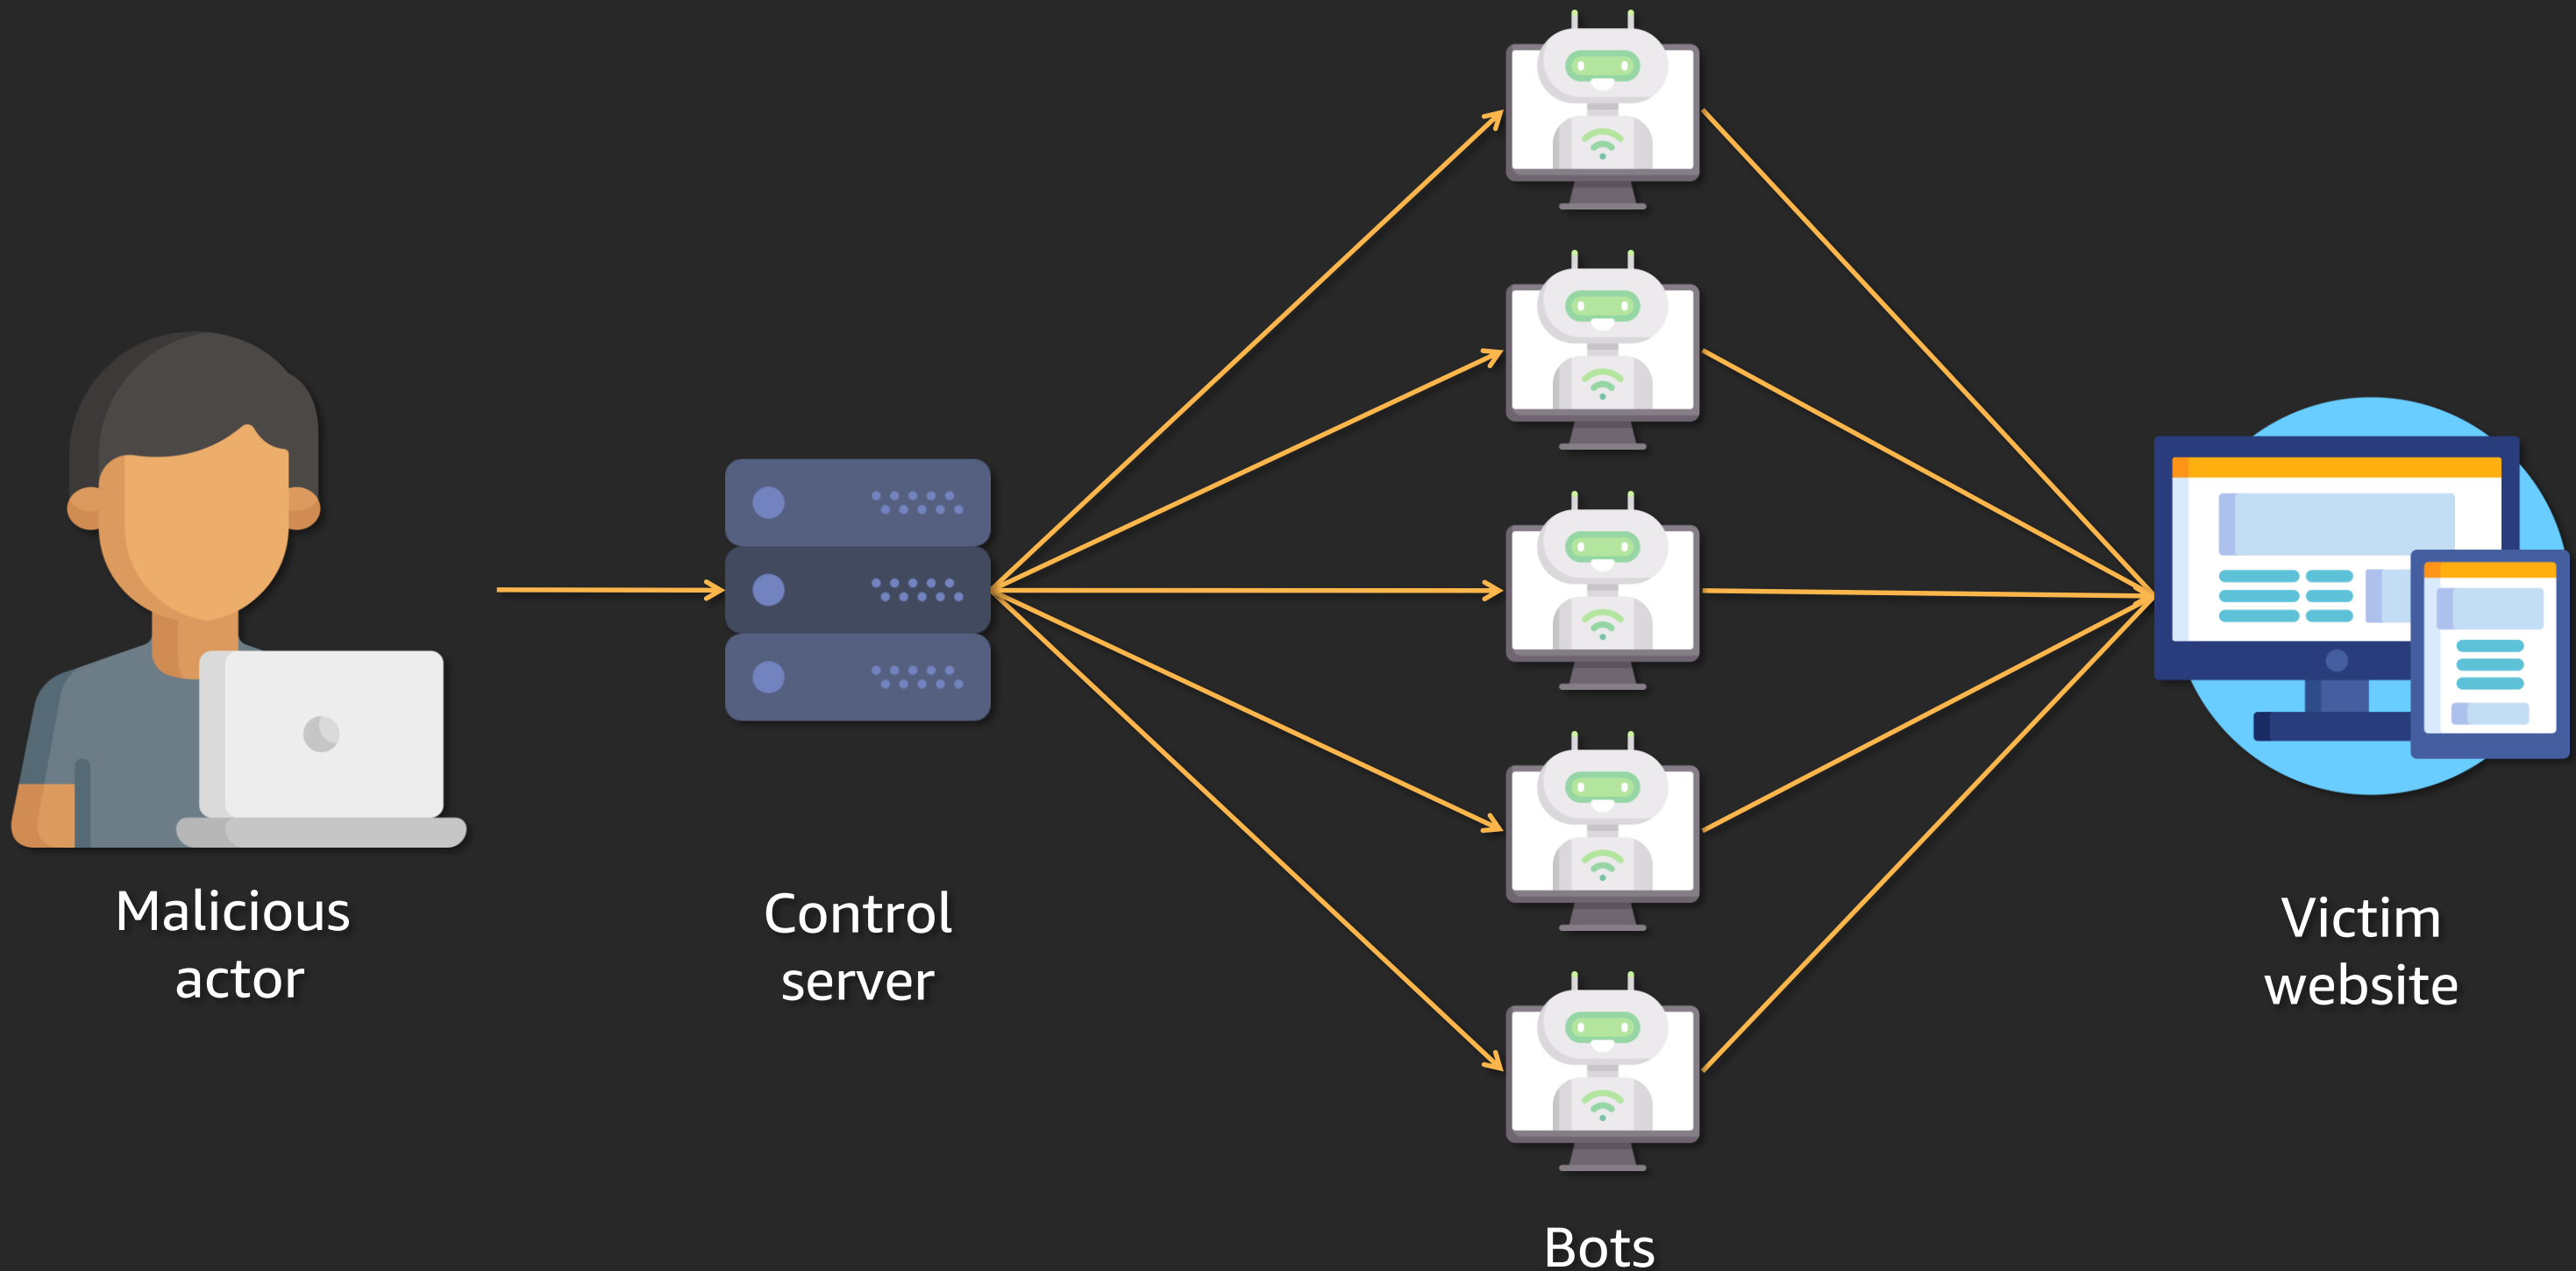 Malicious
actor
Control
server
Bots
Victim
website